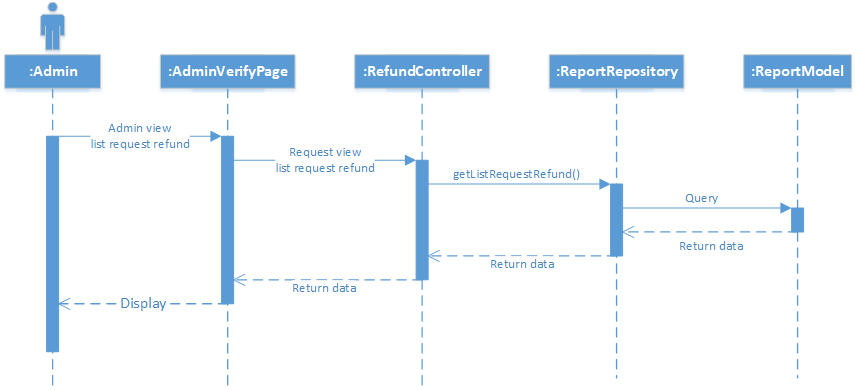 :Admin
:AdminVerifyPage
:RefundController
:ReportRepository
:ReportModel
Admin view
list request refund
Request view
list request refund
getListRequestRefund()
Query
Return data
Return data
Return data
Display